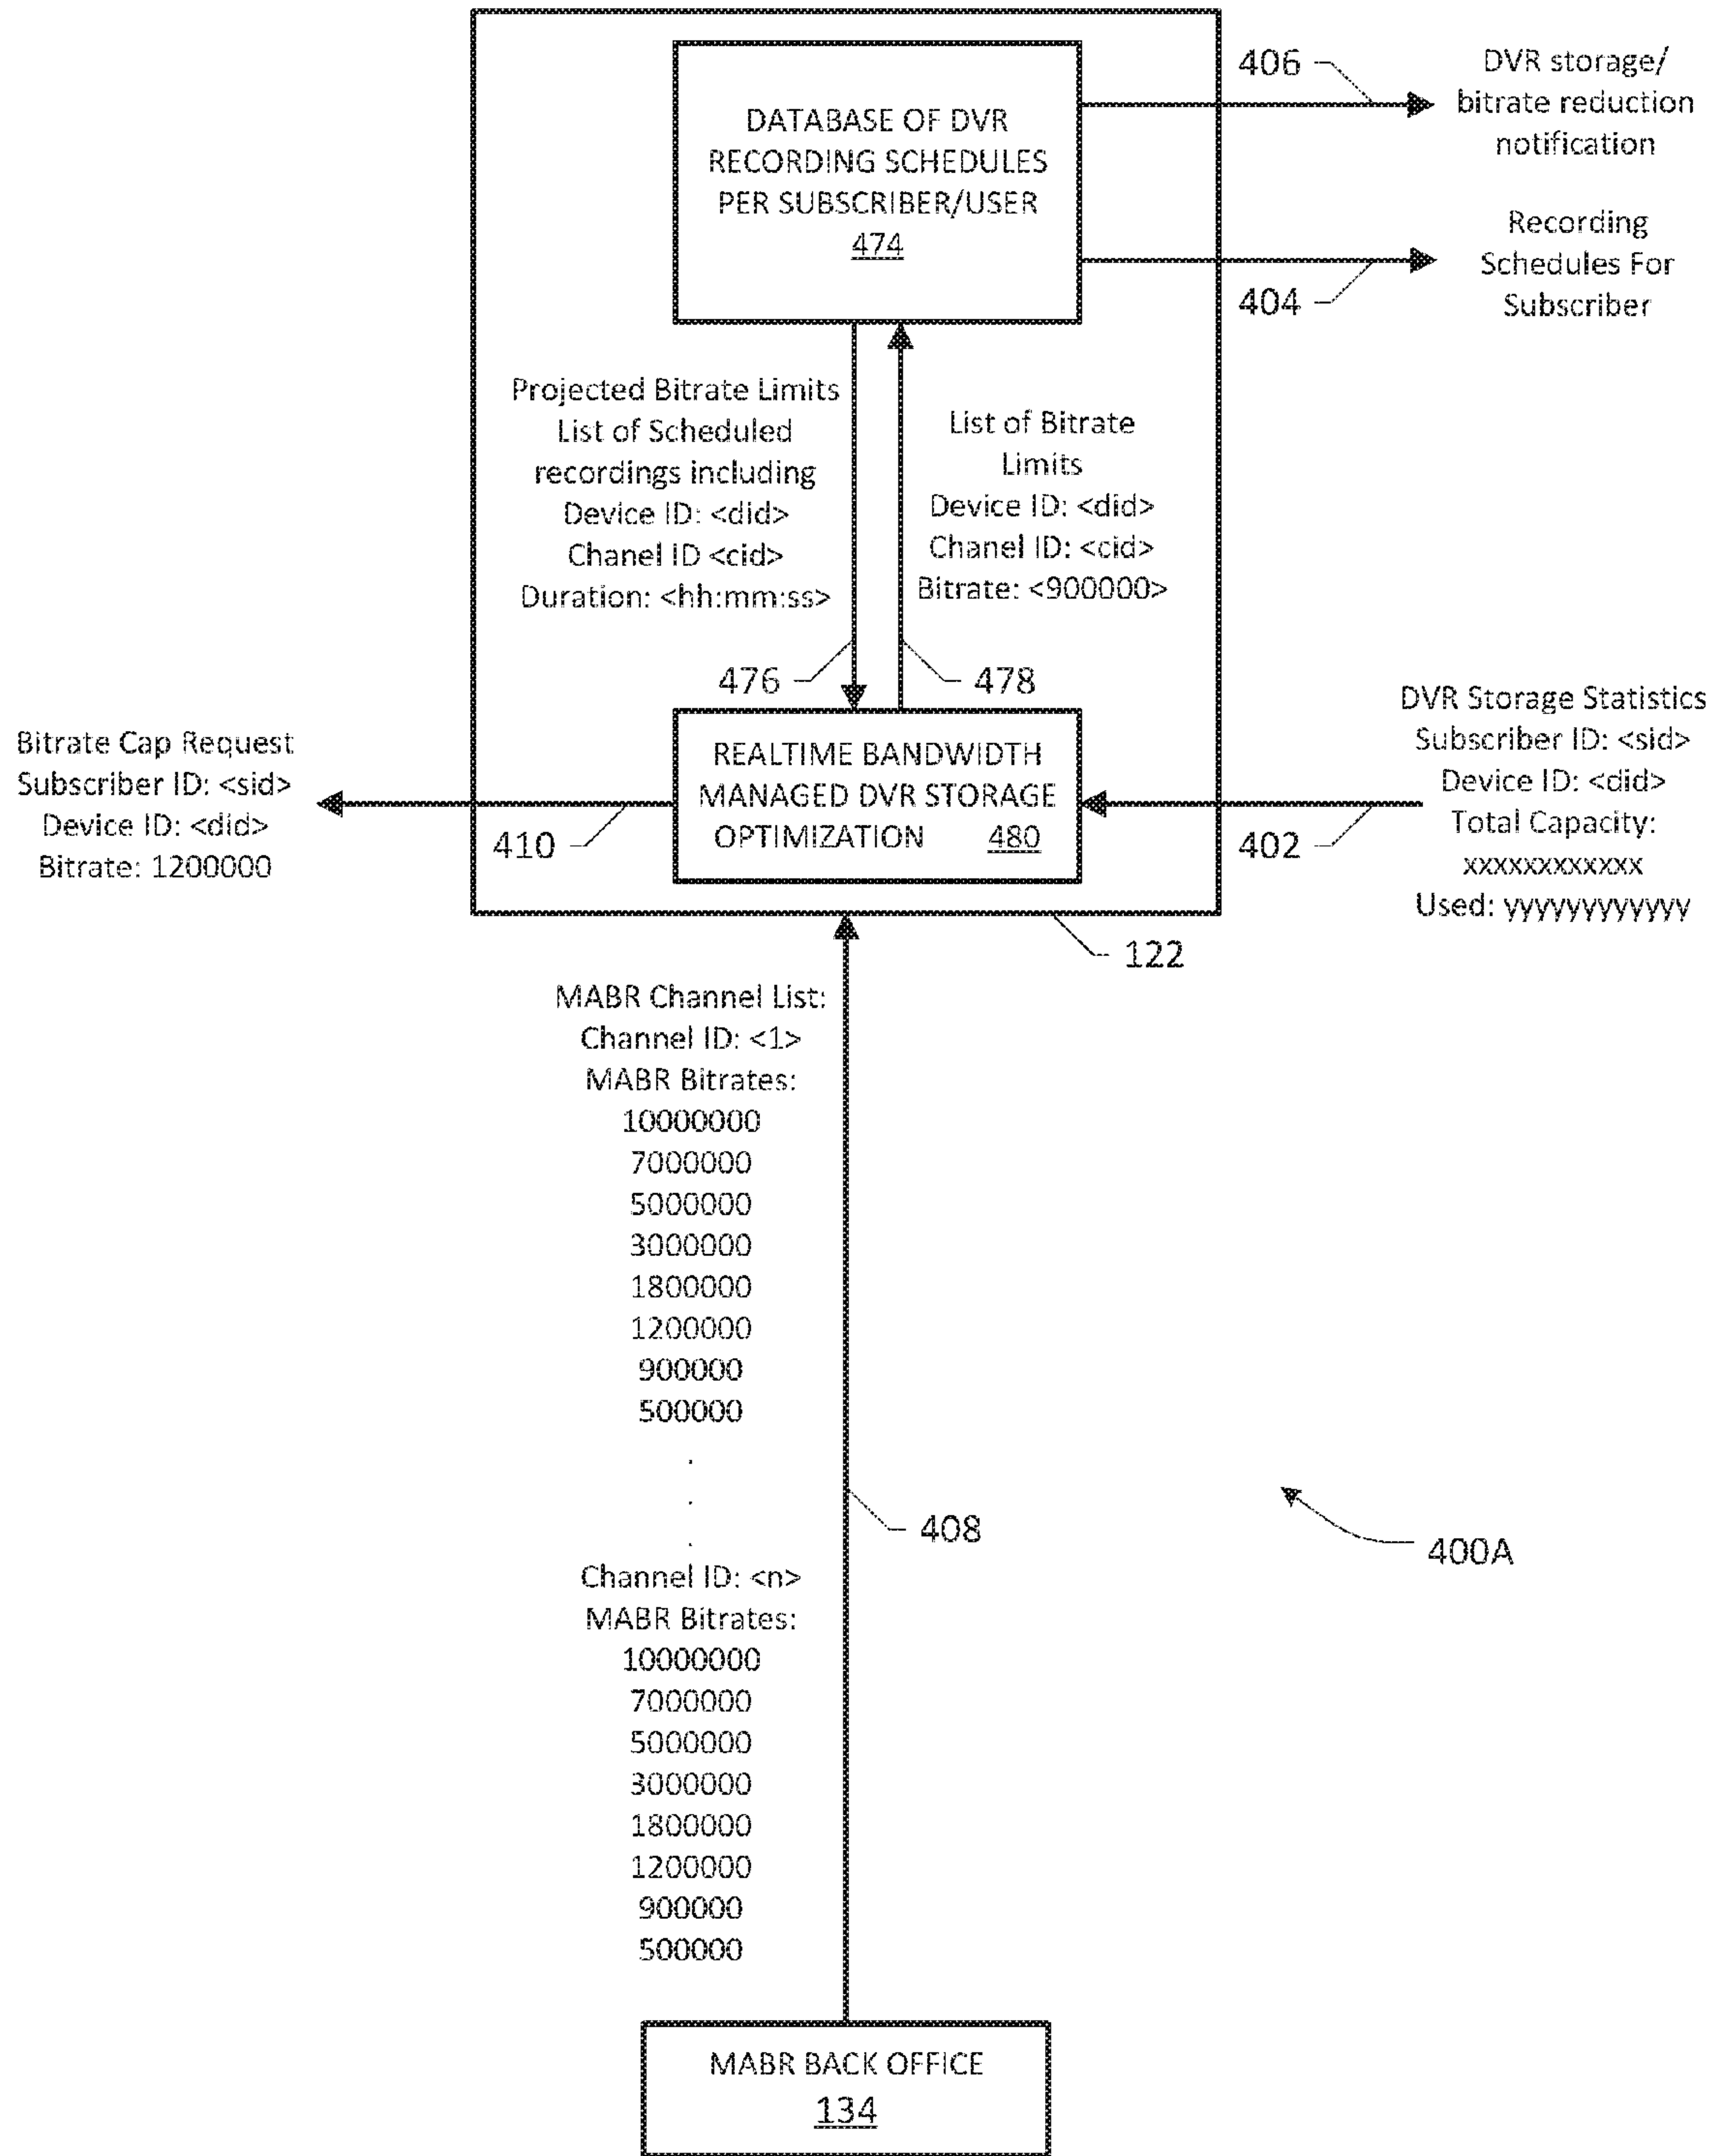 DATABASE OF DVR
RECORDING SCHEDULES
PER SUBSCRIBER/USER
474
406
DVR storage/
bitrate reduction
notification
404
Recording
Schedules For
Subscriber
Projected Bitrate Limits
List of Scheduled
recordings including
Device ID: <did>
Chanel ID <cid>
Duration: <hh:mm:ss>
476
List of Bitrate
Limits
Device ID: <did>
Chanel ID: <cid>
Bitrate: <900000>
478
Bitrate Cap Request
Subscriber ID: <sid>
Device ID: <did>
Bitrate: 1200000
410
REALTIME BANDWIDTH
MANAGED DVR STORAGE
OPTIMIZATION 480
402
DVR Storage Statistics
Subscriber ID: <sid>
Device ID: <did>
Total Capacity:
xxxxxxxxxxxx
Used: yyyyyyyyyyyy
122
MABR Channel List:
Channel ID: <1>
MABR Bitrates:
10000000
7000000
5000000
3000000
1800000
1200000
900000
500000
.
.
.
Channel ID: <n>
MABR Bitrates:
10000000
7000000
5000000
3000000
1800000
1200000
900000
500000
408
400A
MABR BACK OFFICE
134